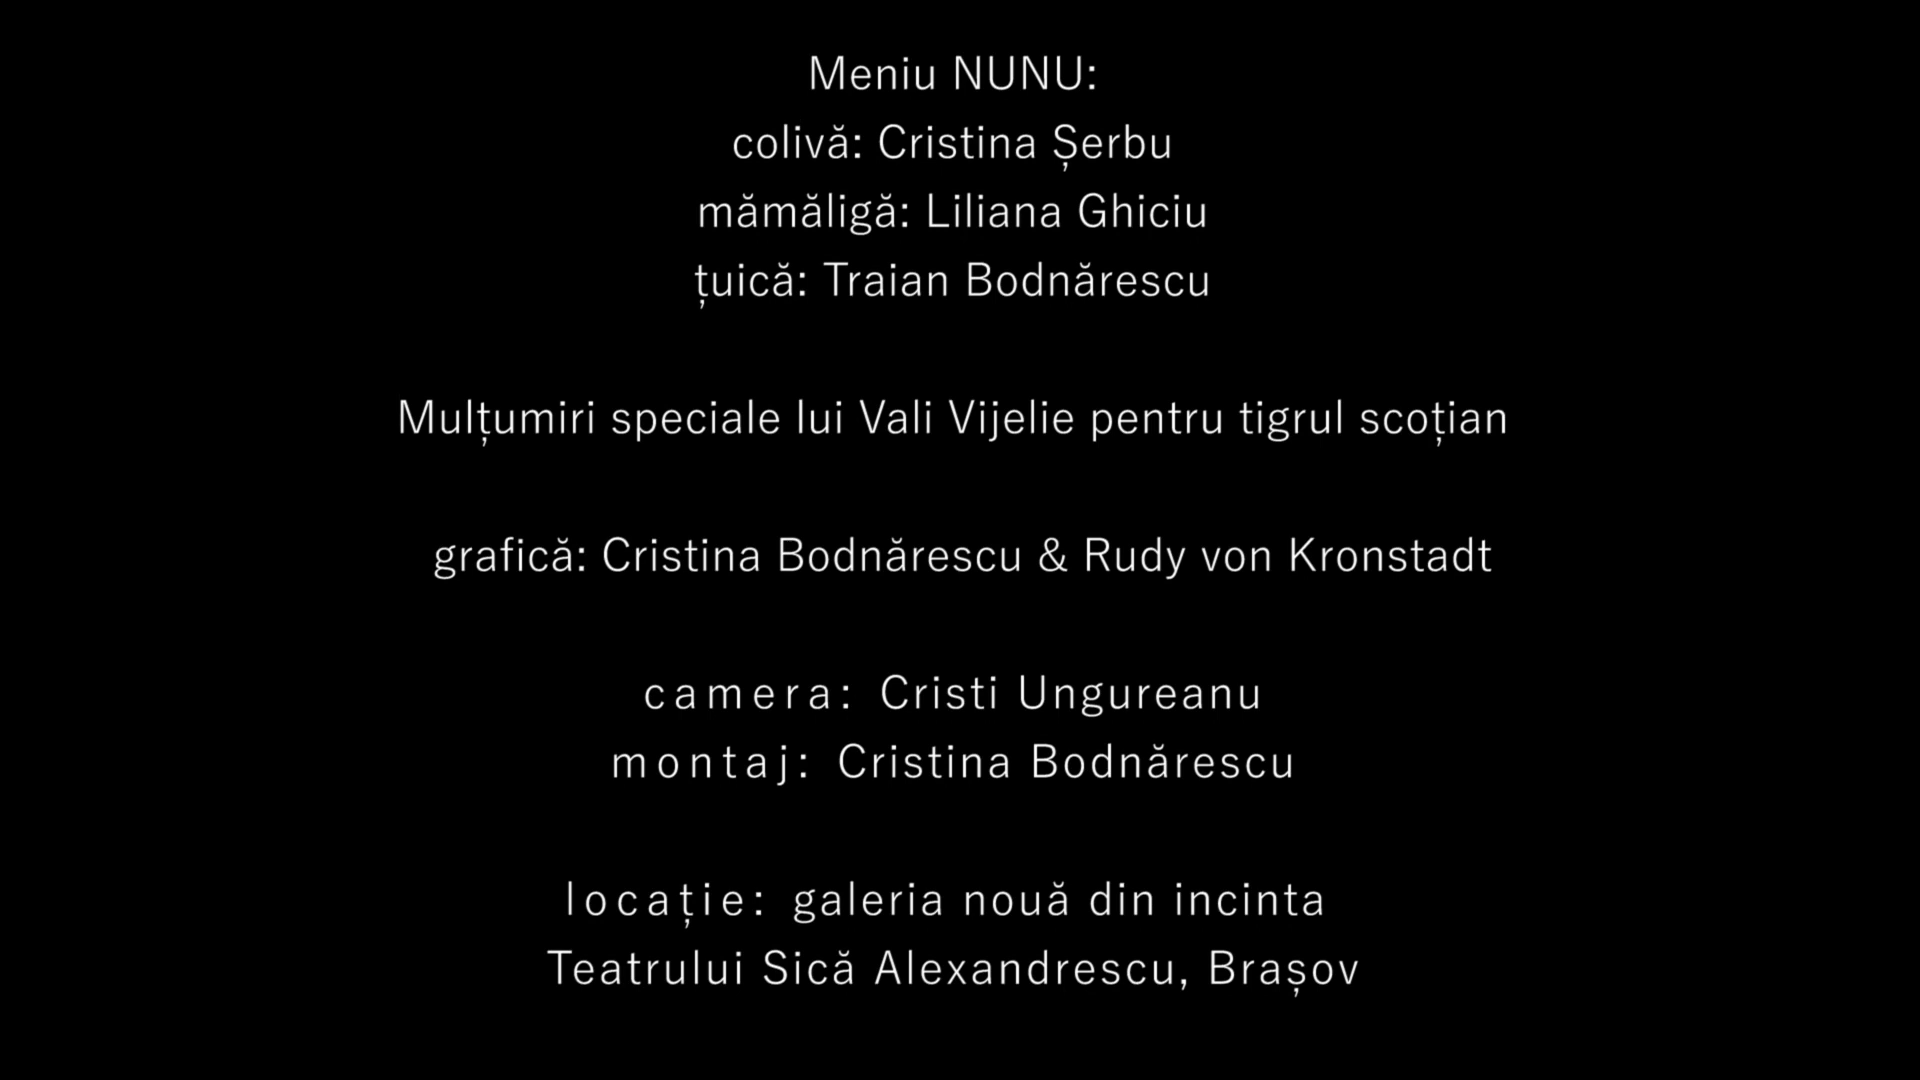 Meniu NUNU:
colivă: Cristina Șerbu
mămăligă: Liliana Ghiciu
țuică: Traian Bodnărescu
Mulțumiri speciale lui Vali Vijelie pentru tigrul scoțian
grafică: Cristina Bodnărescu & Rudy von Kronstadt
camera: Cristi Ungureanu
montaj: Cristina Bodnărescu
locație: galeria nouă din incinta
Teatrului Sică Alexandrescu, Brașov